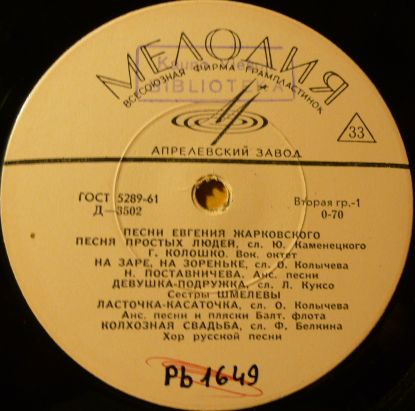 МЕЛОДИЯ
ВСЕСОЮЗНАЯ ФИРМА ГРАМПЛАСТИНОК
BIBLIOTEKA
33
АПРЕЛЕВСКИЙ ЗАВОД
ГОСТ 5289-61
Д—3502
Вторая гр.-1
0-70
ПЕСНИ ЕВГЕНИЯ ЖАРКОВСКОГО
ПЕСНЯ ПРОСТЫХ ЛЮДЕЙ, сл. Ю. Каменецкого
Г. КОЛОШКО. Вок. октет
НА ЗАРЕ, НА ЗОРЕНЬКЕ, сл. О. Колычева
Н. ПОСТАВНИЧЕВА. Анс. песни
ДЕВУШКА-ПОДРУЖКА, сл. Л. Куксо
Сестры ШМЕЛЕВЫ
ЛАСТОЧКА-КАСАТОЧКА, сл. О. Колычева
Анс. песни и пляски Балт. флота
КОЛХОЗНАЯ СВАДЬБА, сл. Ф. Белкина
Хор русской песни
Pb 1649